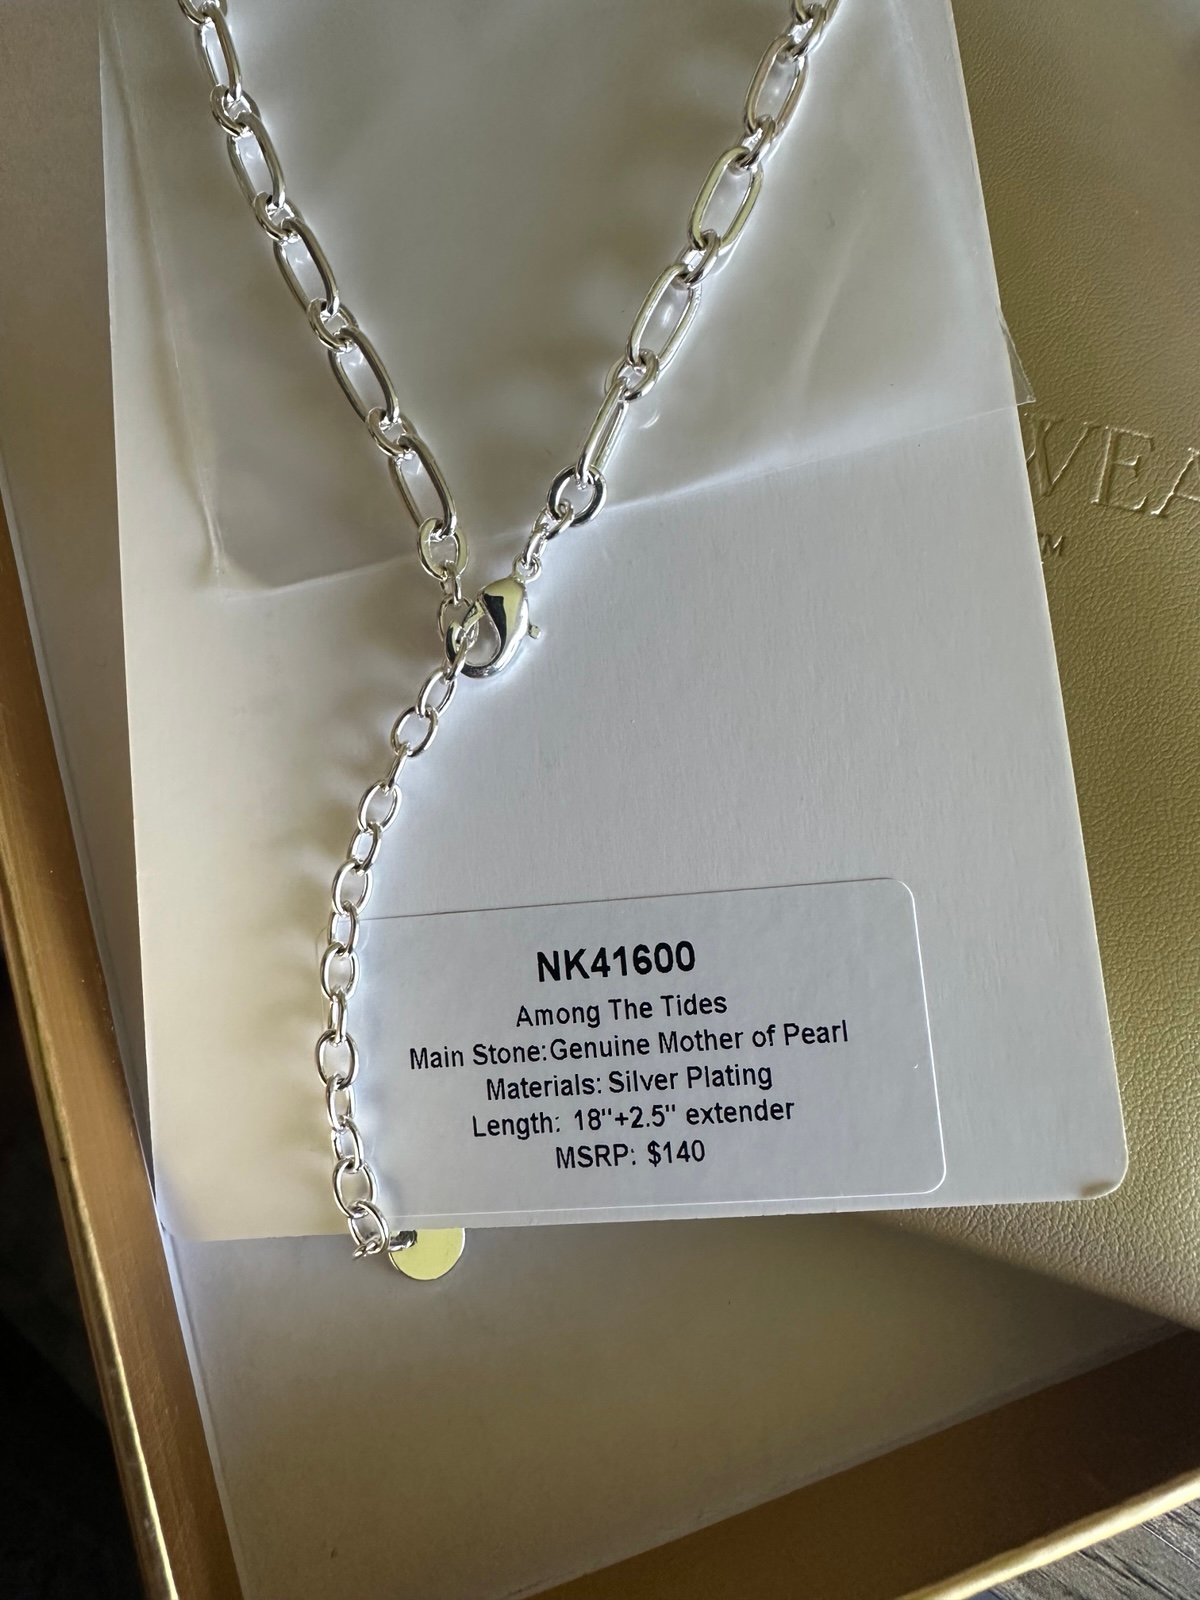 NK41600
Among The Tides
Main Stone:Genuine Mother of Pearl
Materials: Silver Plating
Length: 18"+2.5" extender
MSRP: $140